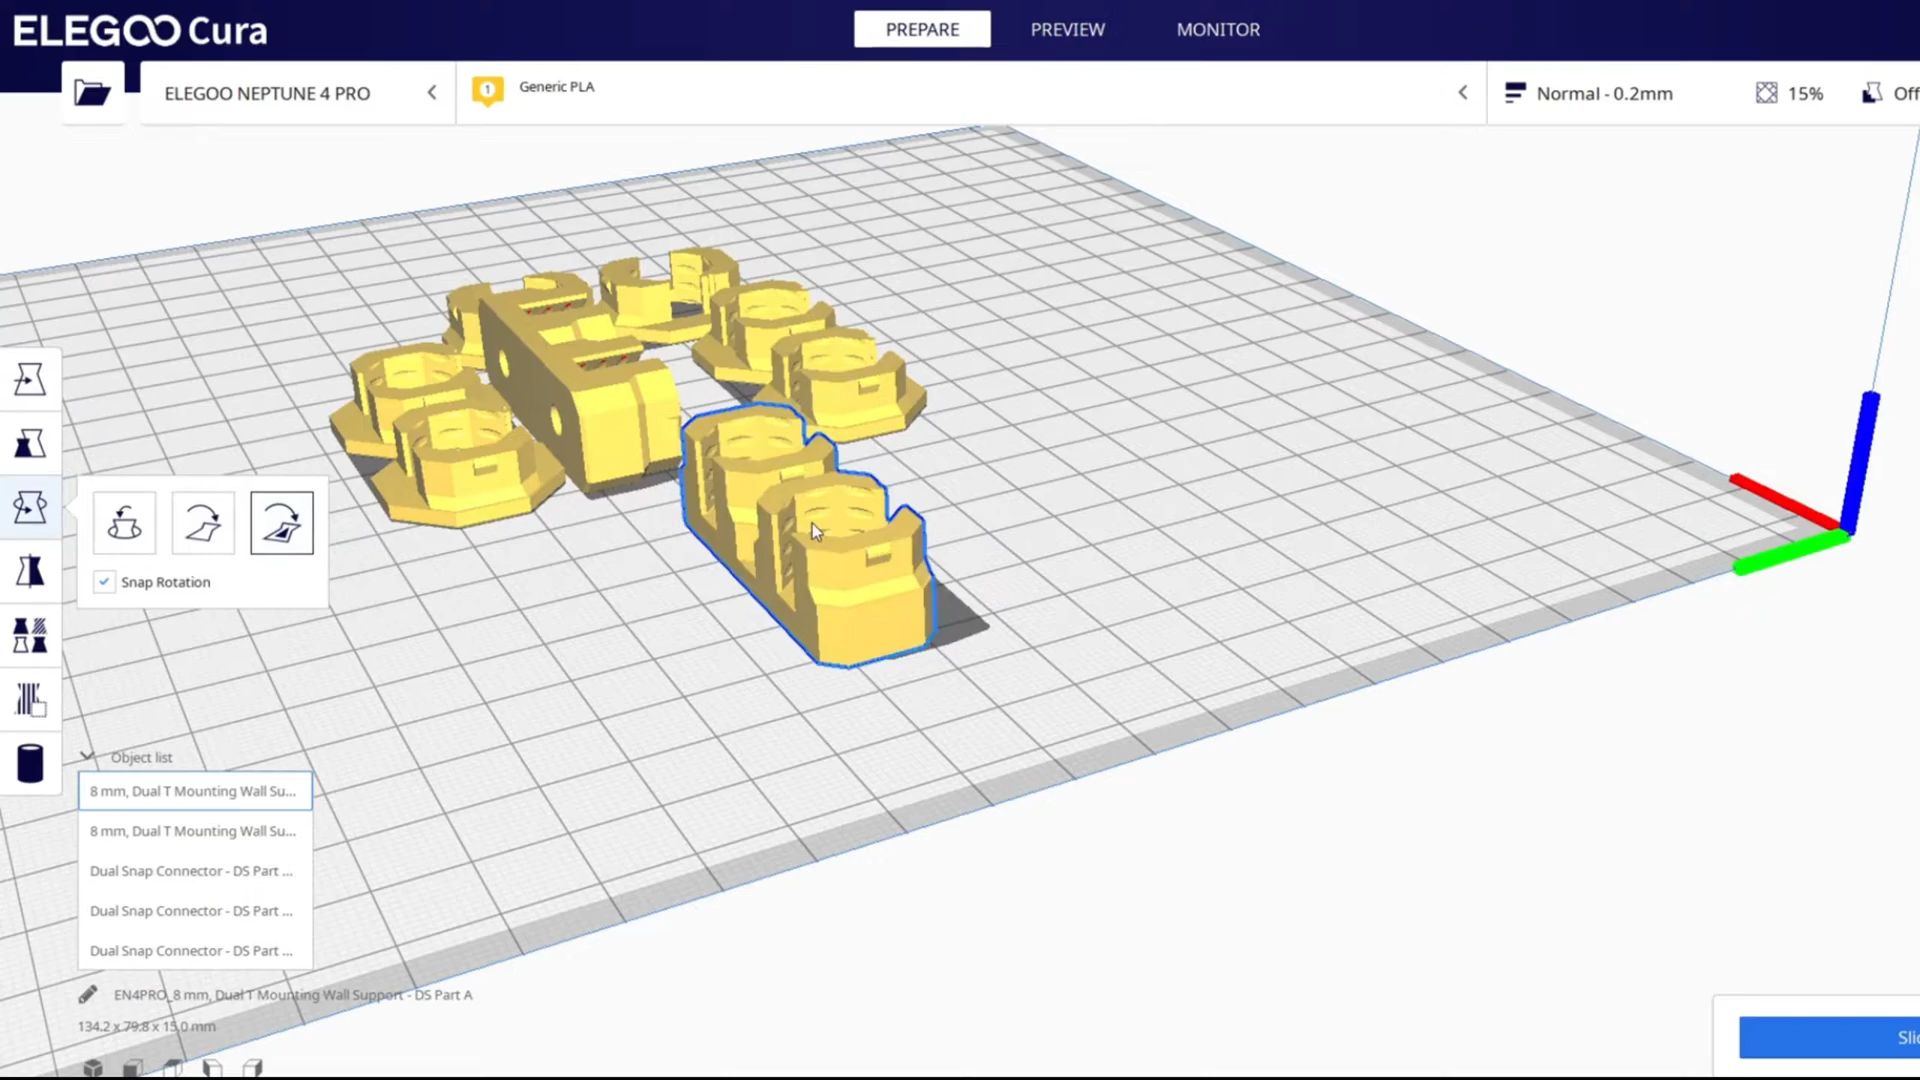 ELEGOO Cura
PREPARE
PREVIEW
MONITOR
ELEGOO NEPTUNE 4 PRO
1
Generic PLA
Normal - 0.2mm
15%
Off
Snap Rotation
Object list
8 mm, Dual T Mounting Wall Su...
8 mm, Dual T Mounting Wall Su...
Dual Snap Connector - DS Part ...
Dual Snap Connector - DS Part ...
Dual Snap Connector - DS Part ...
EN4PRO_8 mm, Dual T Mounting Wall Support - DS Part A
134.2 x 79.8 x 15.0 mm
Slic